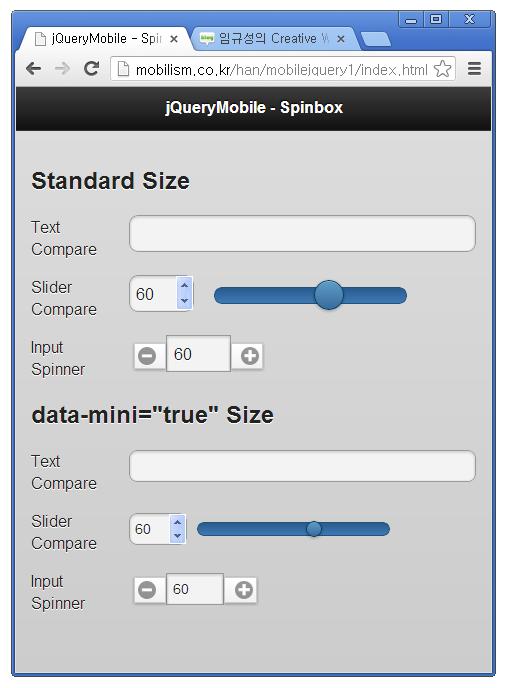 jQueryMobile - Spir
임규성의 Creative W
mobilism.co.kr/han/mobilejquery1/index.html
jQueryMobile - Spinbox
Standard Size
Text
Compare
Slider
Compare
60
Input
Spinner
60
data-mini="true" Size
Text
Compare
Slider
Compare
60
Input
Spinner
60